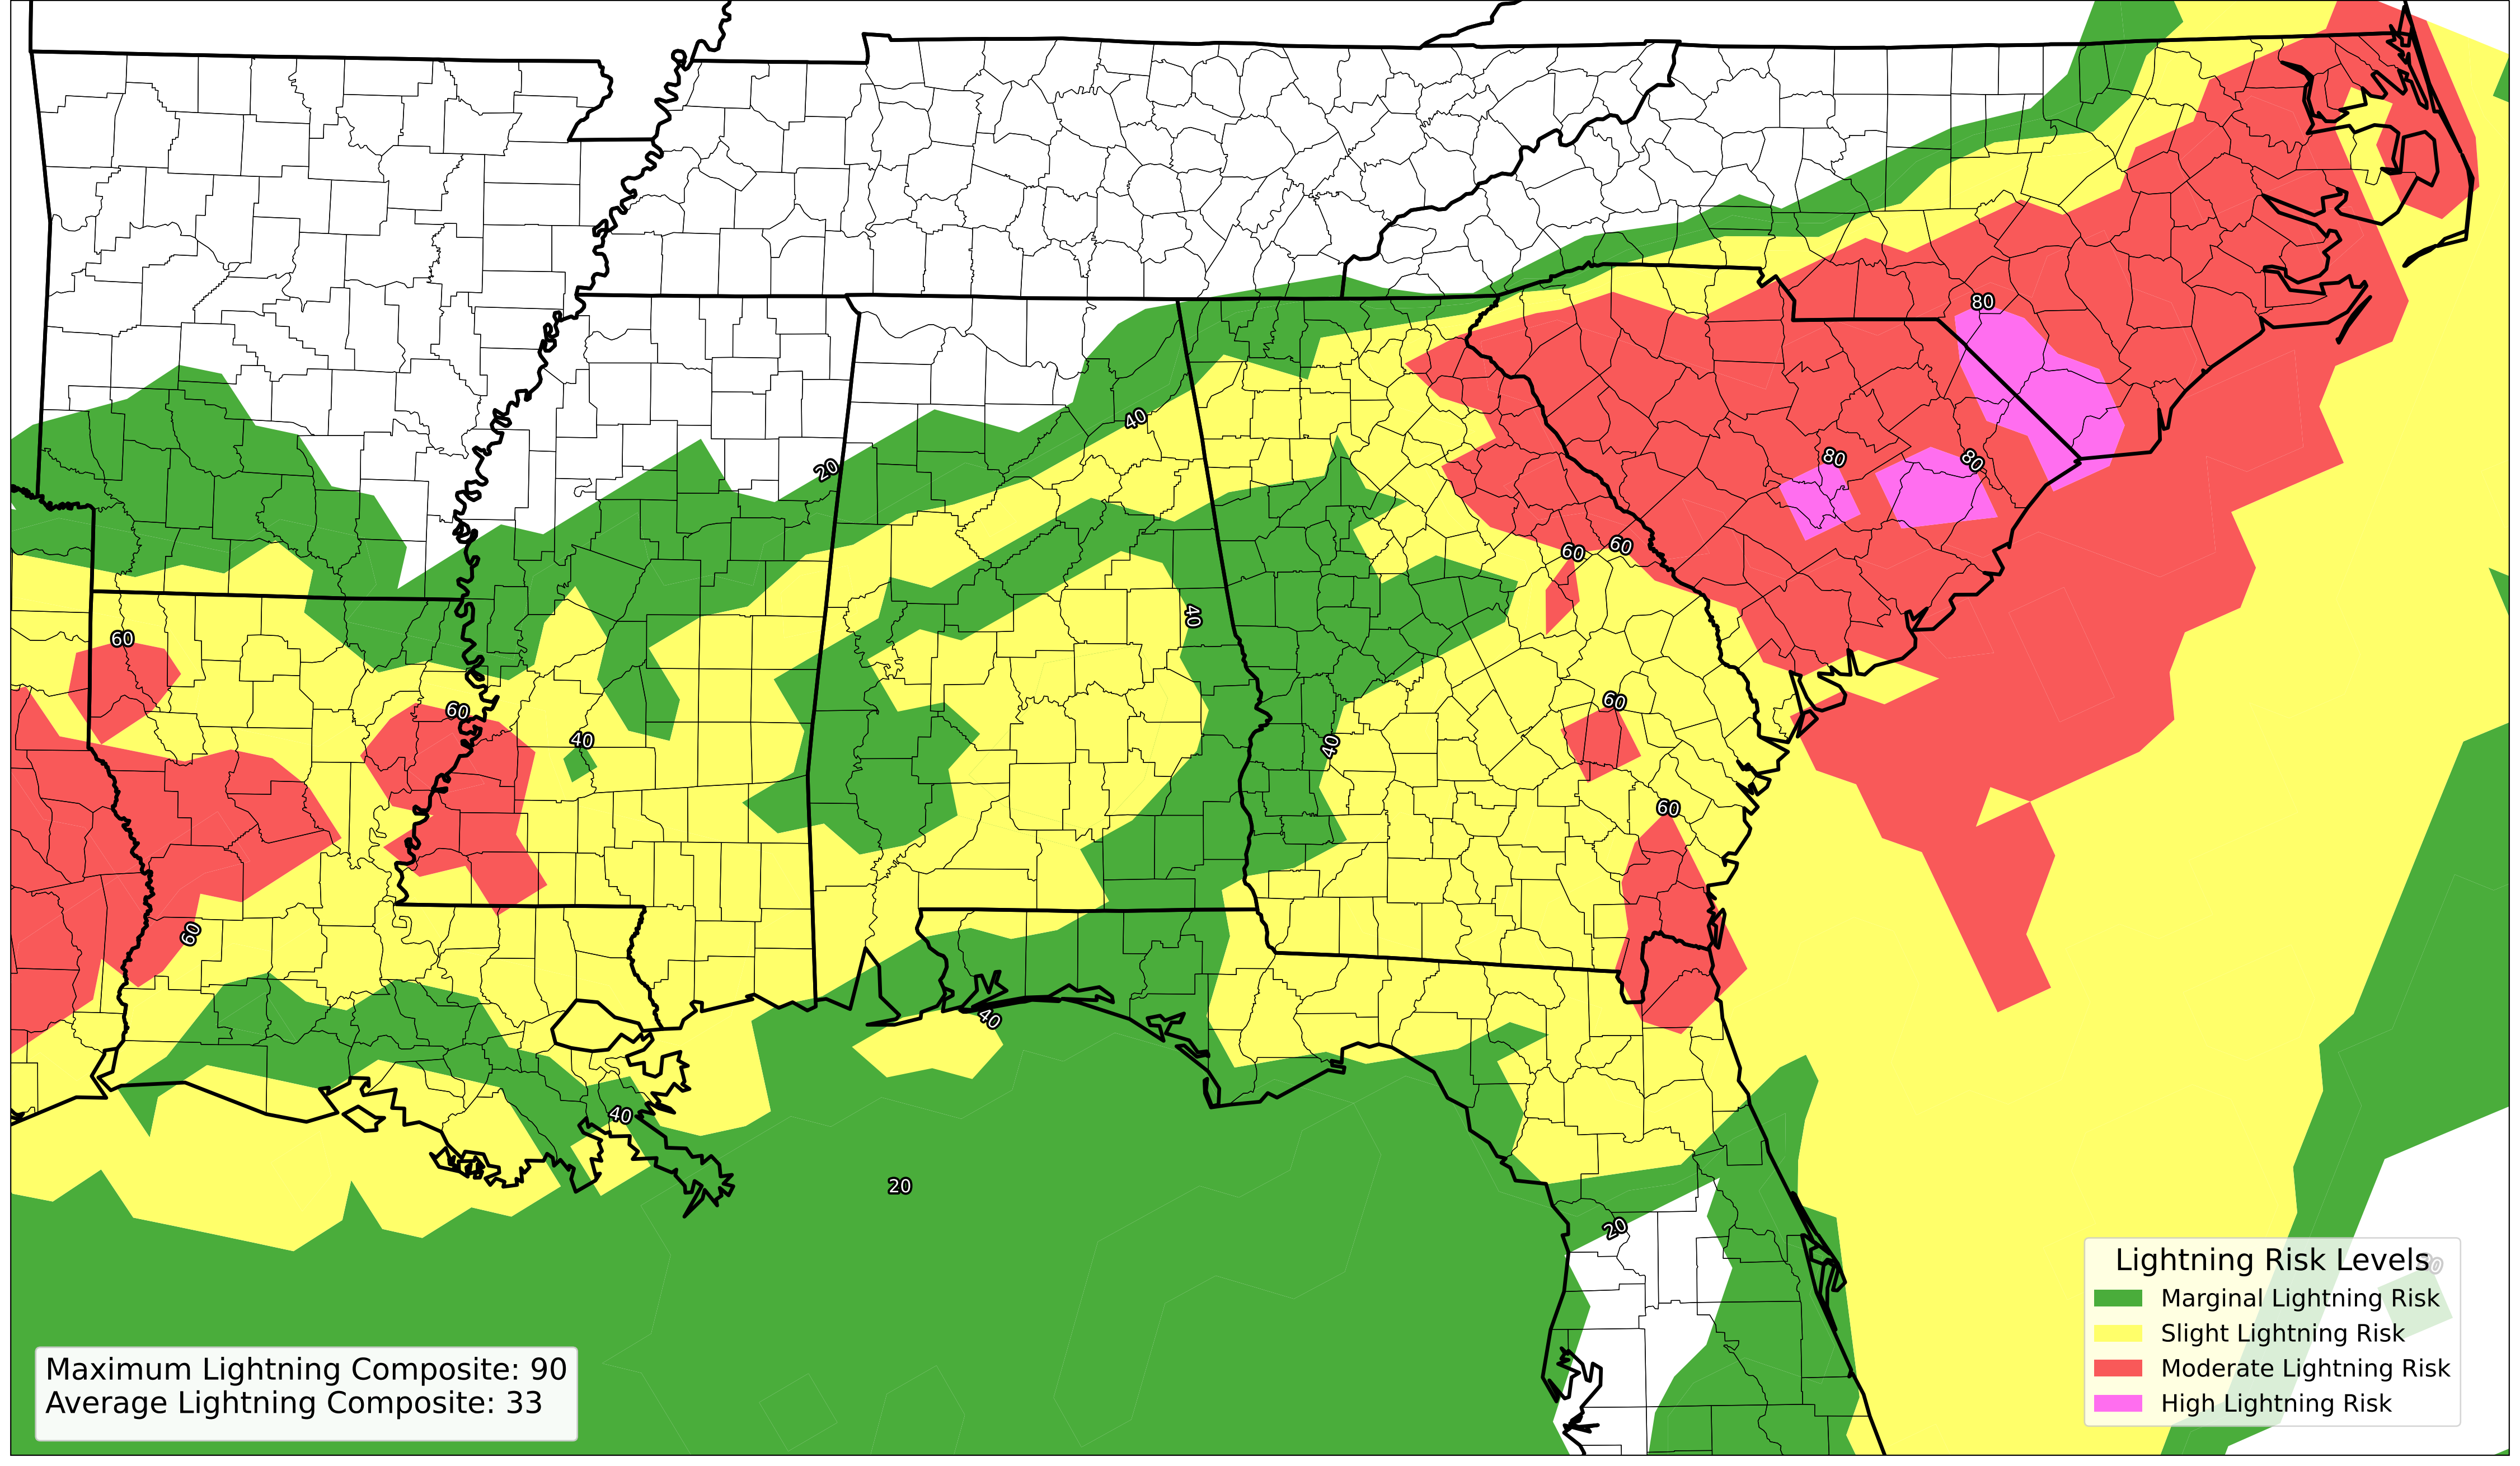 80
40
80
80
20
60
60
40
60
60
60
40
40
60
60
40
40
20
20
Lightning Risk Levels
Marginal Lightning Risk
Slight Lightning Risk
Moderate Lightning Risk
High Lightning Risk
Maximum Lightning Composite: 90
Average Lightning Composite: 33